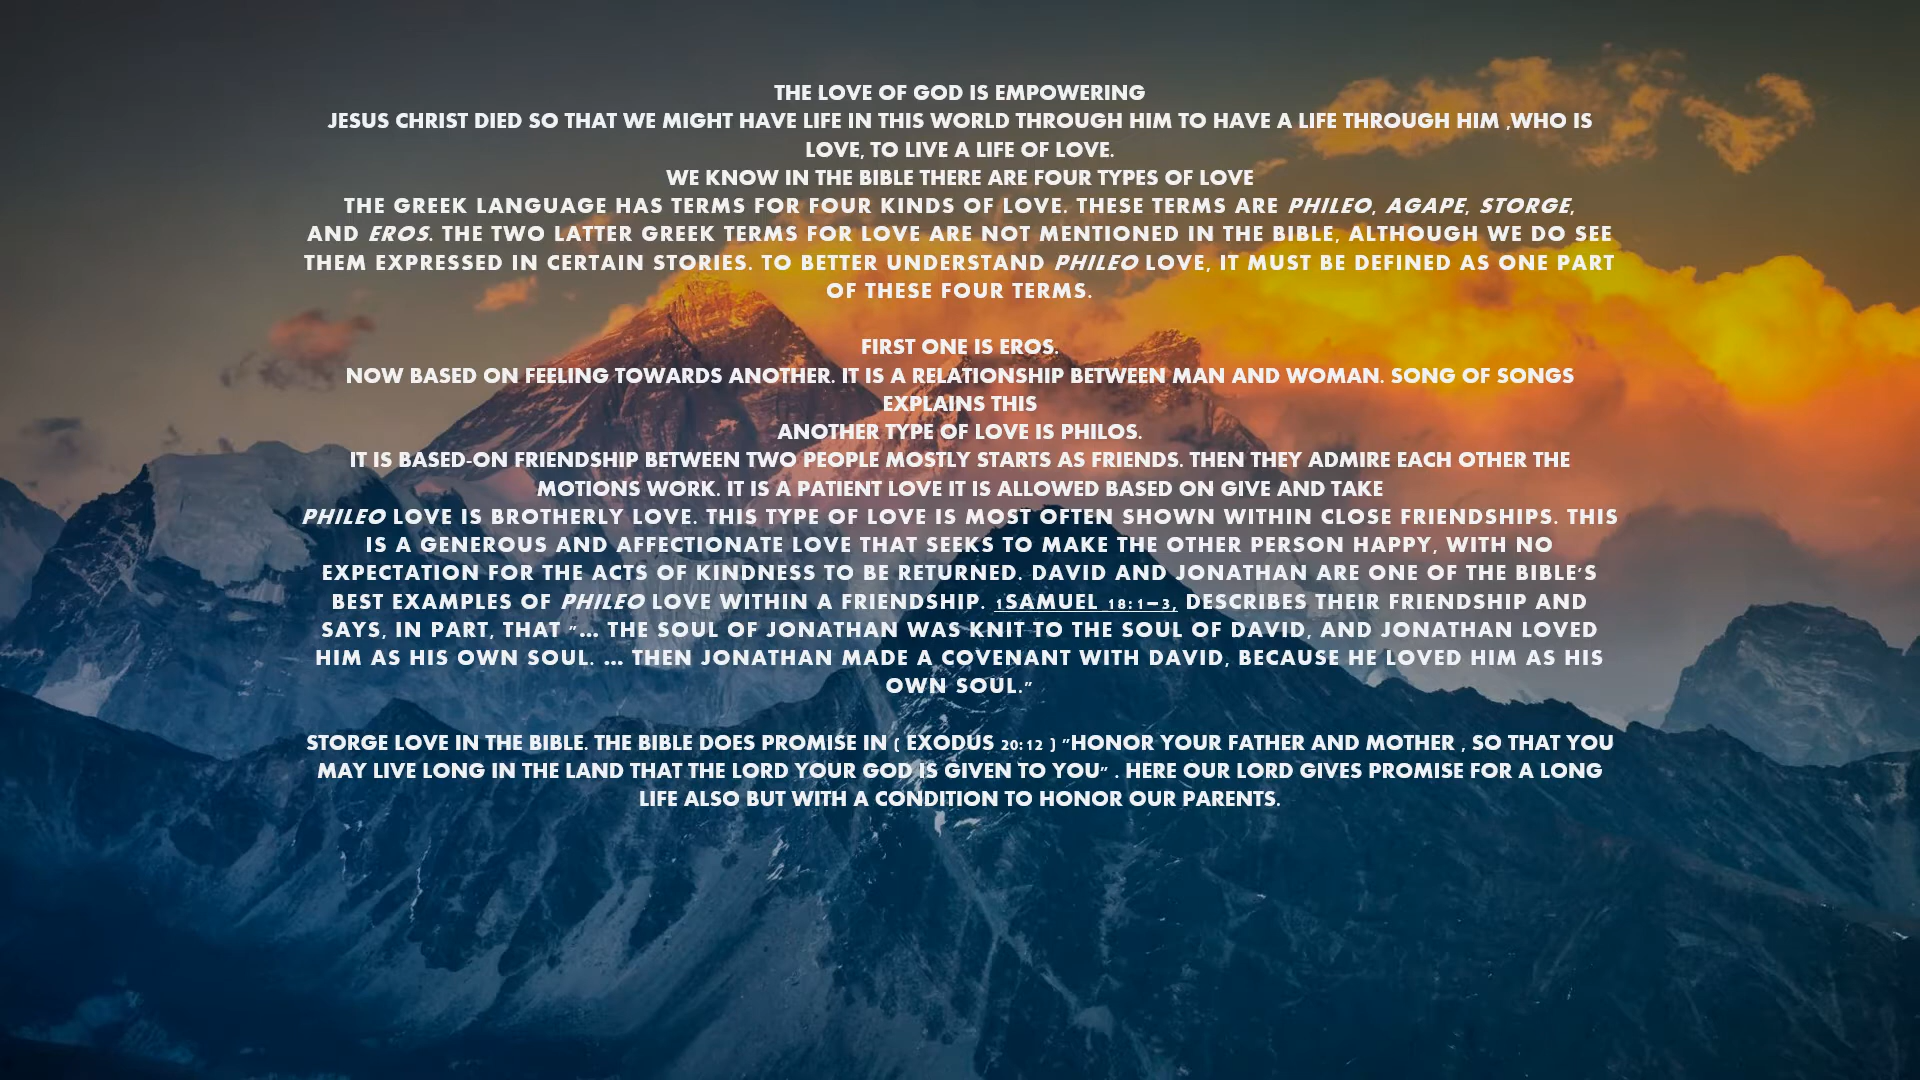 THE LOVE OF GOD IS EMPOWERING
JESUS CHRIST DIED SO THAT WE MIGHT HAVE LIFE IN THIS WORLD THROUGH HIM TO HAVE A LIFE THROUGH HIM ,WHO IS
LOVE, TO LIVE A LIFE OF LOVE.
WE KNOW IN THE BIBLE THERE ARE FOUR TYPES OF LOVE
THE GREEK LANGUAGE HAS TERMS FOR FOUR KINDS OF LOVE. THESE TERMS ARE PHILEO, AGAPE, STORGE,
AND EROS. THE TWO LATTER GREEK TERMS FOR LOVE ARE NOT MENTIONED IN THE BIBLE, ALTHOUGH WE DO SEE
THEM EXPRESSED IN CERTAIN STORIES. TO BETTER UNDERSTAND PHILEO LOVE, IT MUST BE DEFINED AS ONE PART
OF THESE FOUR TERMS.
FIRST ONE IS EROS.
NOW BASED ON FEELING TOWARDS ANOTHER. IT IS A RELATIONSHIP BETWEEN MAN AND WOMAN. SONG OF SONGS
EXPLAINS THIS
ANOTHER TYPE OF LOVE IS PHILOS.
IT IS BASED-ON FRIENDSHIP BETWEEN TWO PEOPLE MOSTLY STARTS AS FRIENDS. THEN THEY ADMIRE EACH OTHER THE
MOTIONS WORK. IT IS A PATIENT LOVE IT IS ALLOWED BASED ON GIVE AND TAKE
PHILEO LOVE IS BROTHERLY LOVE. THIS TYPE OF LOVE IS MOST OFTEN SHOWN WITHIN CLOSE FRIENDSHIPS. THIS
IS A GENEROUS AND AFFECTIONATE LOVE THAT SEEKS TO MAKE THE OTHER PERSON HAPPY, WITH NO
EXPECTATION FOR THE ACTS OF KINDNESS TO BE RETURNED. DAVID AND JONATHAN ARE ONE OF THE BIBLE'S
BEST EXAMPLES OF PHILEO LOVE WITHIN A FRIENDSHIP. 1SAMUEL 18:1–3, DESCRIBES THEIR FRIENDSHIP AND
SAYS, IN PART, THAT "... THE SOUL OF JONATHAN WAS KNIT TO THE SOUL OF DAVID, AND JONATHAN LOVED
HIM AS HIS OWN SOUL. ... THEN JONATHAN MADE A COVENANT WITH DAVID, BECAUSE HE LOVED HIM AS HIS
OWN SOUL."
STORGE LOVE IN THE BIBLE. THE BIBLE DOES PROMISE IN ( EXODUS 20:12 ) "HONOR YOUR FATHER AND MOTHER , SO THAT YOU
MAY LIVE LONG IN THE LAND THAT THE LORD YOUR GOD IS GIVEN TO YOU" . HERE OUR LORD GIVES PROMISE FOR A LONG
LIFE ALSO BUT WITH A CONDITION TO HONOR OUR PARENTS.